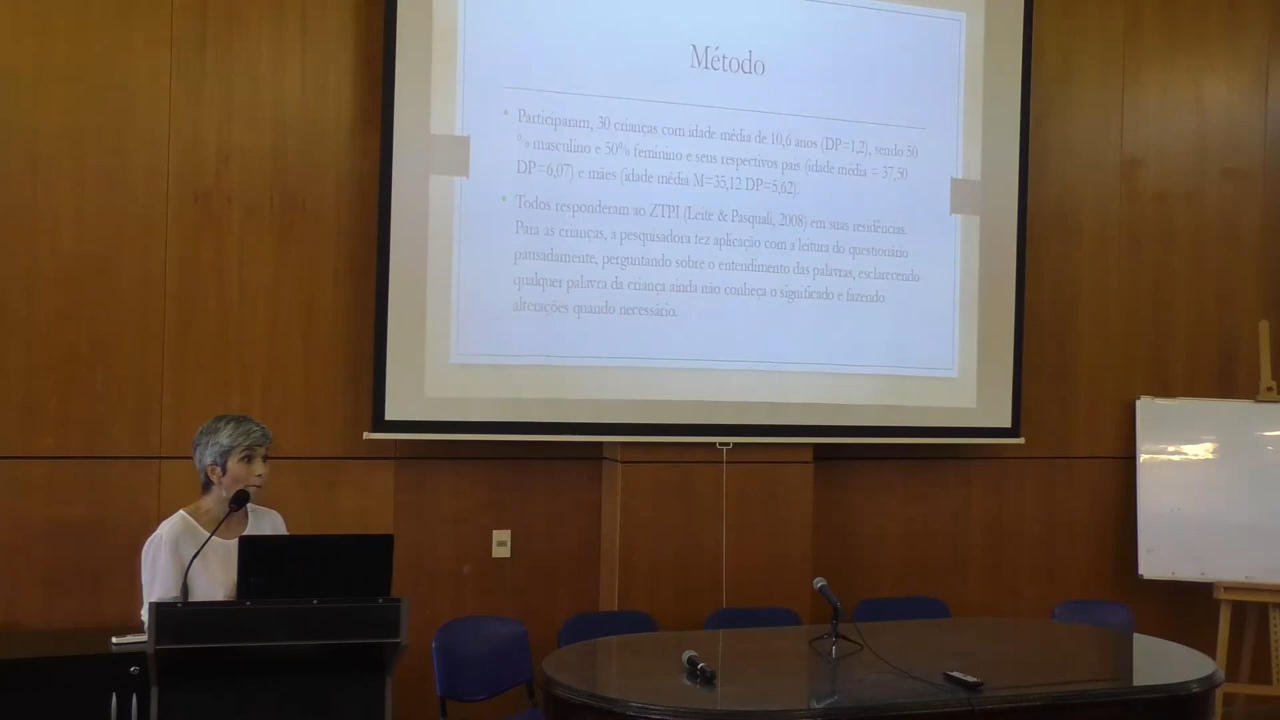 Método
• Participaram, 30 crianças com idade média de 10,6 anos (DP=1,2), sendo 50
% masculino e 50% feminino e seus respectivos pais (idade média = 37,50
DP=6,07) e mães (idade média M=35,12 DP=5,62).
• Todos responderam ao ZTPI (Leite & Pasquali, 2008) em suas residências.
Para as crianças, a pesquisadora fez aplicação com a leitura do questionário
pausadamente, perguntando sobre o entendimento das palavras, esclarecendo
qualquer palavra da criança ainda não conheça o significado e fazendo
alterações quando necessário.